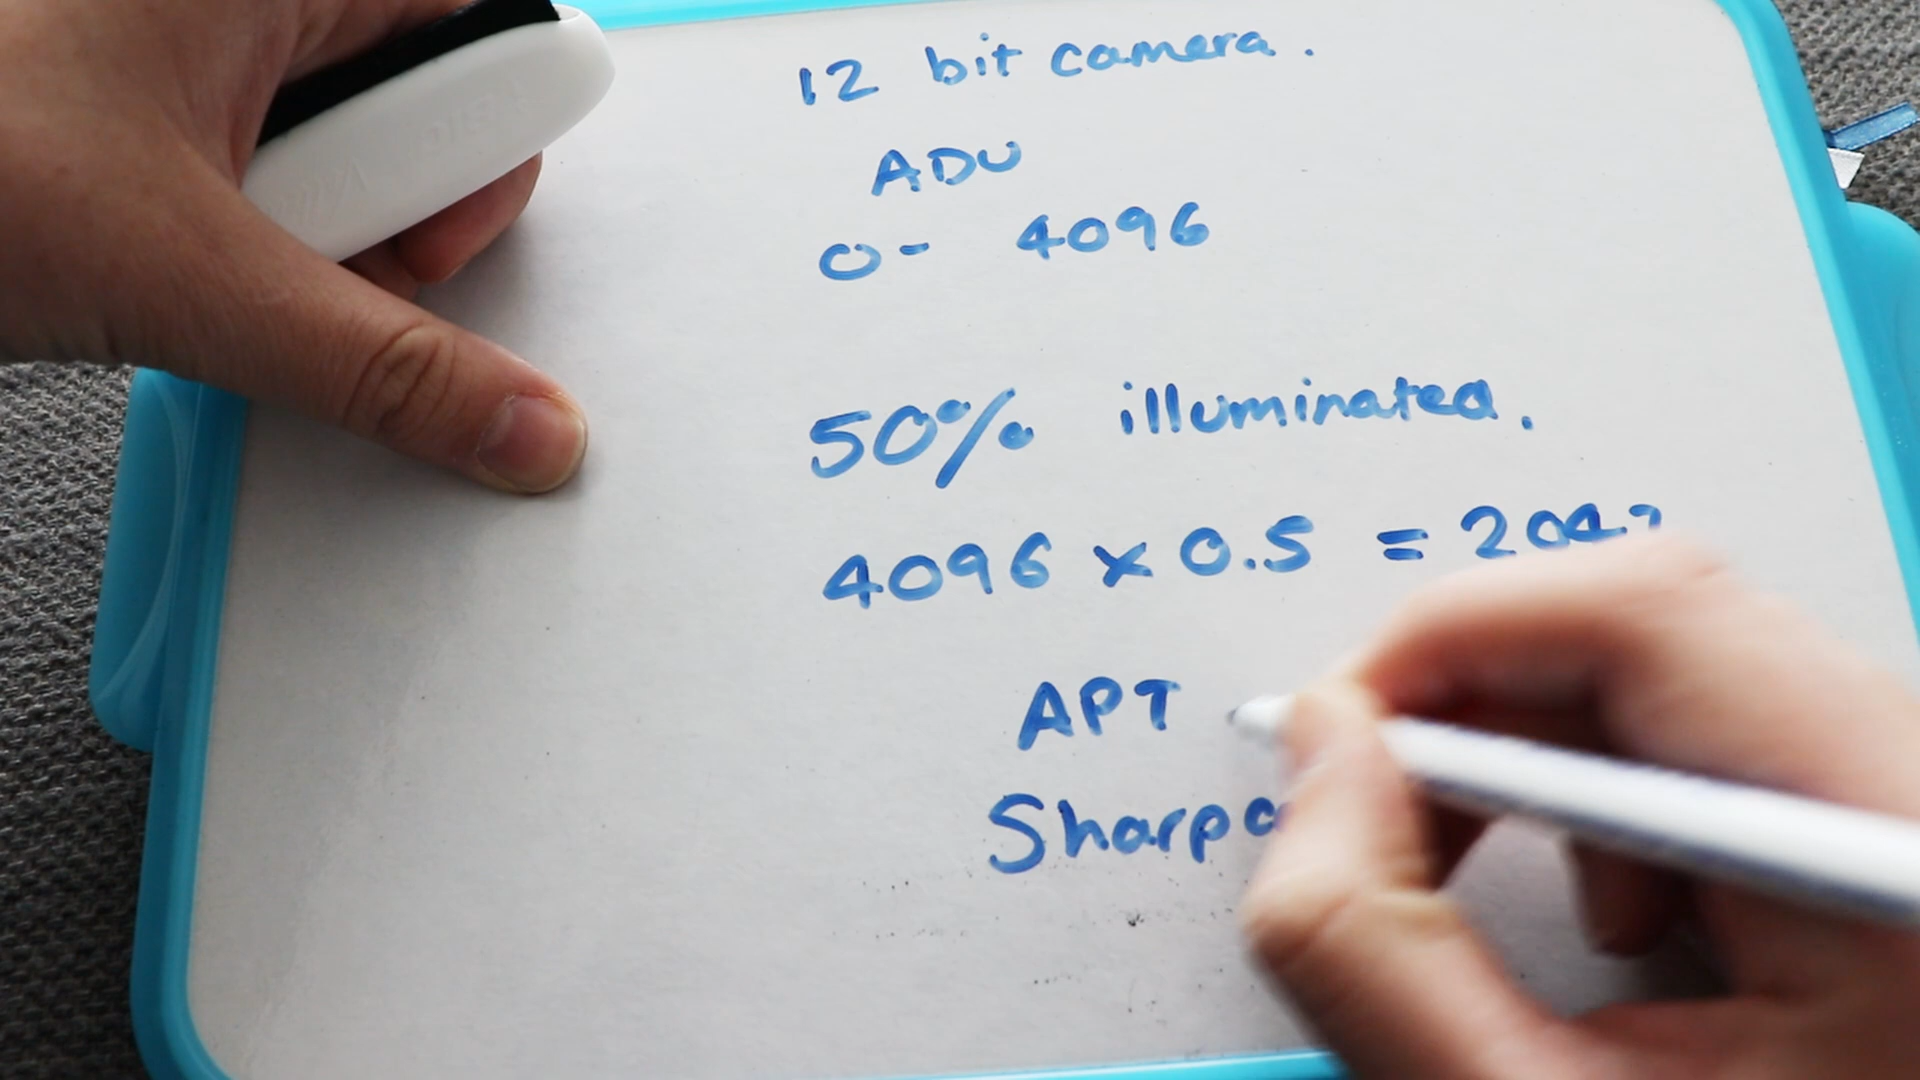 12 bit camera.
ADU
0 - 4096
50% illuminated.
4096 x 0.5 =
APT